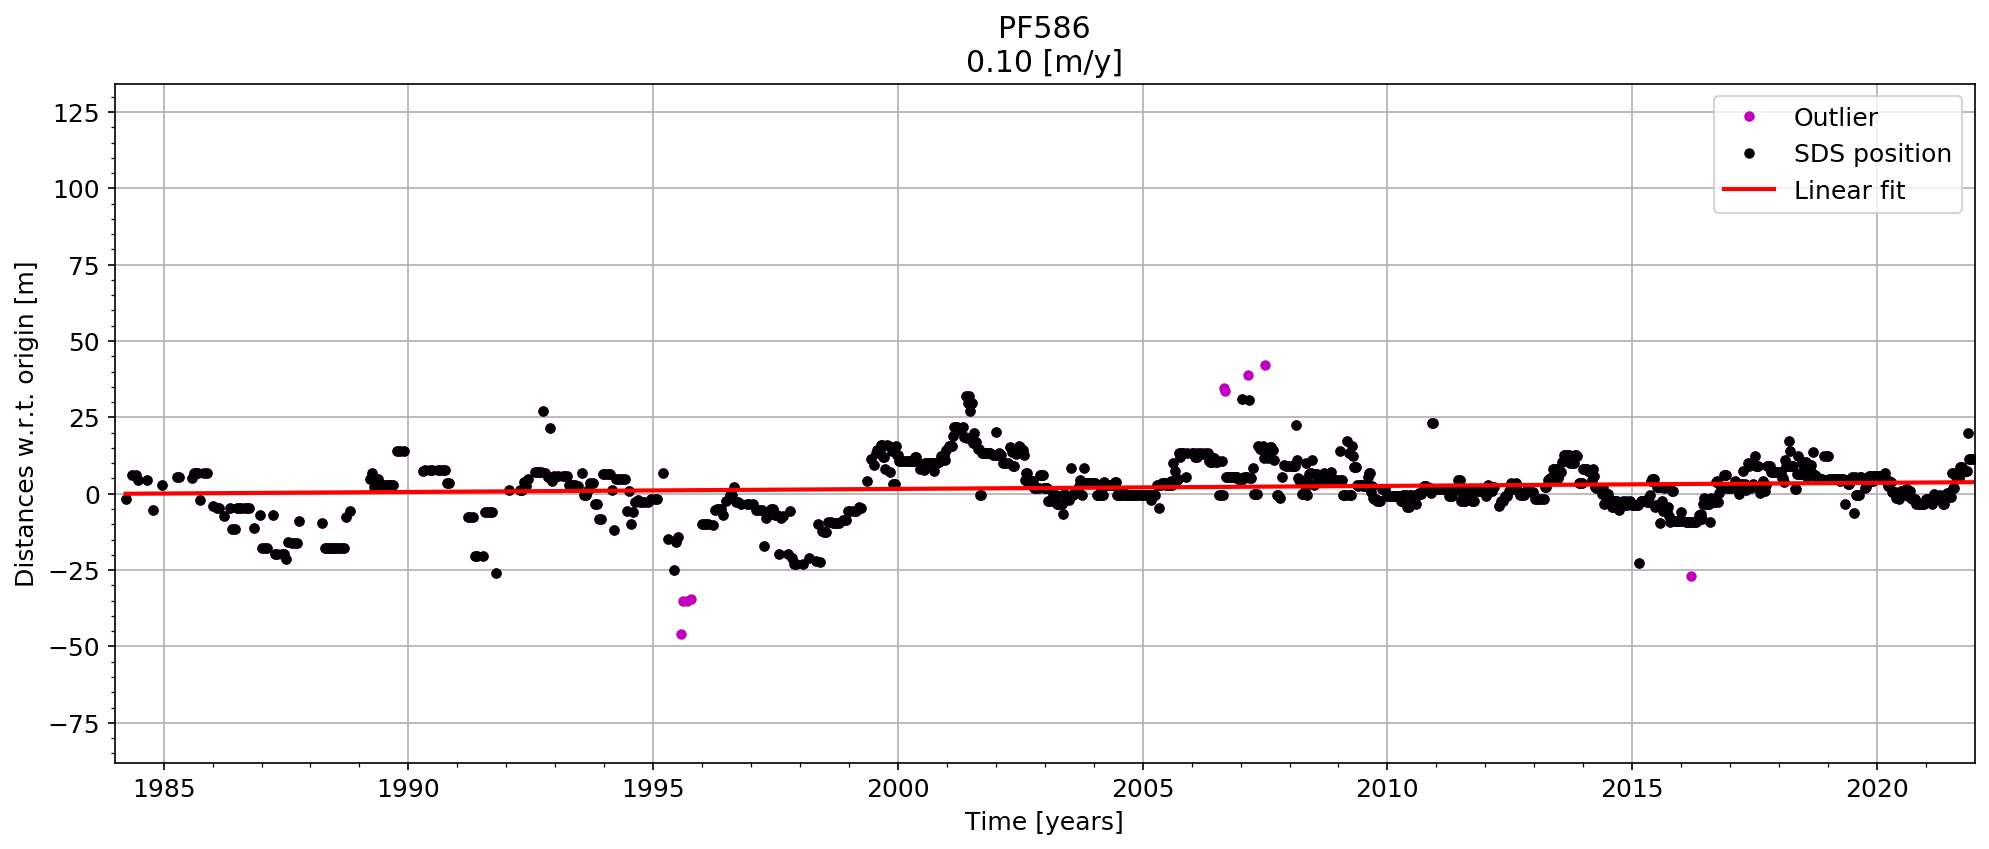 PF586
0.10 [m/y]
Distances w.r.t. origin [m]
125
100
75
50
25
0
−25
−50
−75
Outlier
SDS position
Linear fit
1985 1990 1995 2000 2005 2010 2015 2020
Time [years]